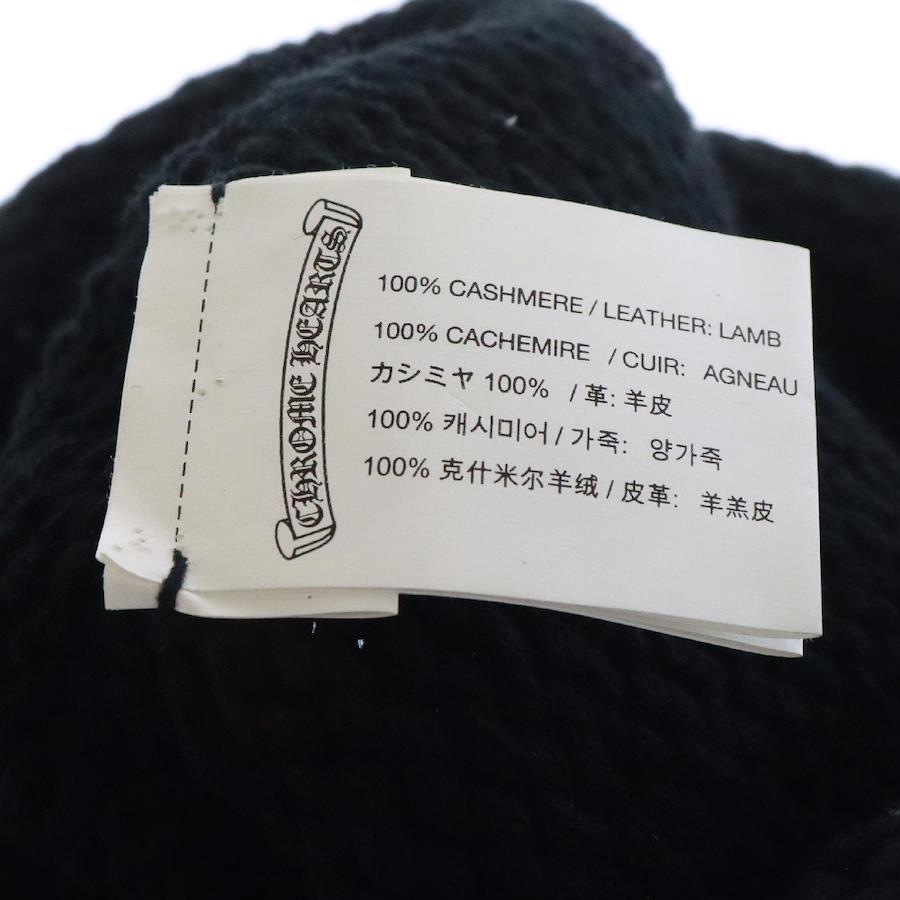 CHROME HEARTS
100% CASHMERE / LEATHER: LAMB
100% CACHEMIRE / CUIR: AGNEAU
カシミヤ 100% / 革: 羊皮
100% 캐시미어 / 가죽: 양가죽
100% 克什米尔羊绒 / 皮革: 羊羔皮